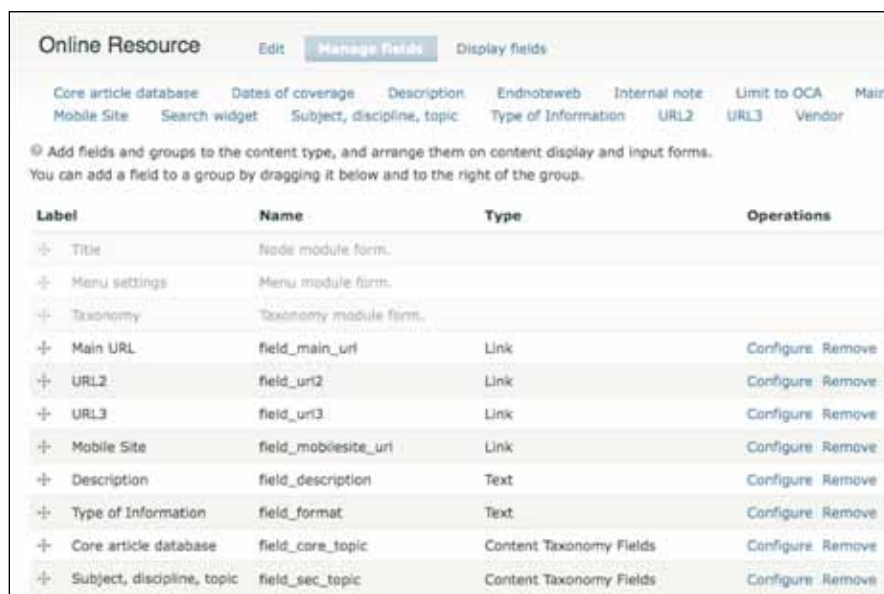 Online Resource Edit Manage fields Display fields
Core article database Dates of coverage Description Endnoteweb Internal note Limit to OCA Main
Mobile Site Search widget Subject, discipline, topic Type of Information URL2 URL3 Vendor
Add fields and groups to the content type, and arrange them on content display and input forms.
You can add a field to a group by dragging it below and to the right of the group.
Label Name Type Operations
Title Node module form.
Menu settings Menu module form.
Taxonomy Taxonomy module form.
Main URL field_main_url Link Configure Remove
URL2 field_url2 Link Configure Remove
URL3 field_url3 Link Configure Remove
Mobile Site field_mobilesite_url Link Configure Remove
Description field_description Text Configure Remove
Type of Information field_format Text Configure Remove
Core article database field_core_topic Content Taxonomy Fields Configure Remove
Subject, discipline, topic field_sec_topic Content Taxonomy Fields Configure Remove